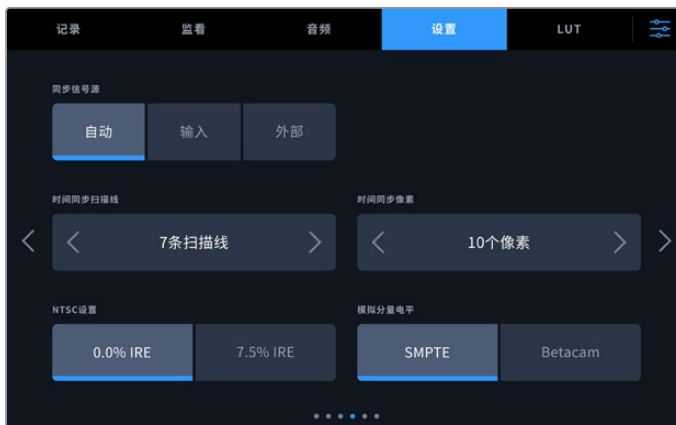 记录 监看 音频 设置 LUT
同步信号源
自动 输入 外部
时间同步扫描线 时间同步像素
7条扫描线 10个像素
NTSC设置 模拟分量电平
0.0% IRE 7.5% IRE SMPTE Betacam